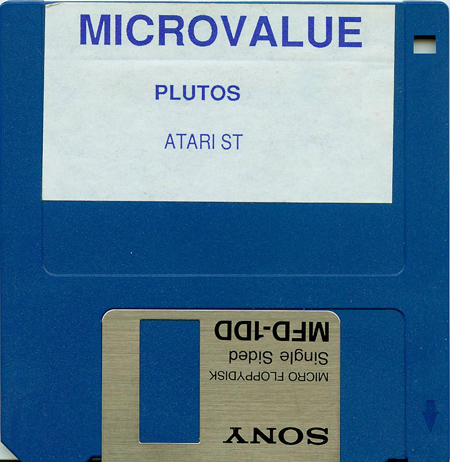 MICROVALUE
PLUTOS
ATARI ST
SONY
MICRO FLOPPYDISK
Single Sided
MFD-1DD